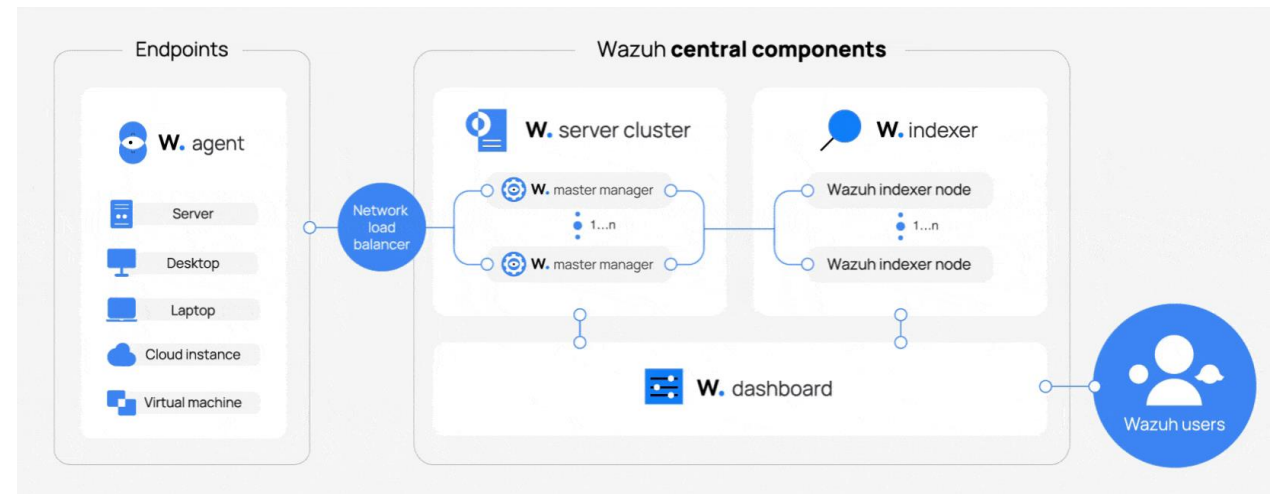 Endpoints
W. agent
Server
Desktop
Laptop
Cloud instance
Virtual machine
Network
load
balancer
Wazuh central components
W. server cluster
W. master manager
1...n
W. master manager
W. indexer
Wazuh indexer node
1...n
Wazuh indexer node
W. dashboard
Wazuh users